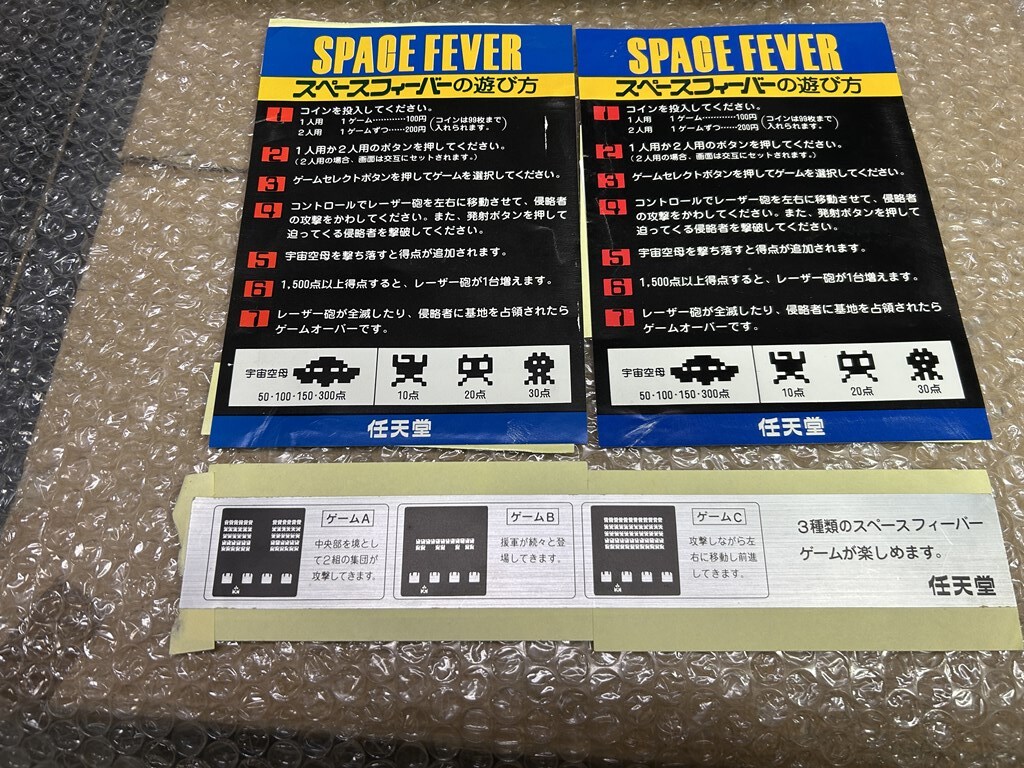 SPACE FEVER
スペースフィーバーの遊び方
1 コインを投入してください。
1人用 1ゲーム…………100円 (コインは99枚まで
2人用 1ゲームずつ……200円 入れられます。)
2 1人用か2人用のボタンを押してください。
(2人用の場合、画面は交互にセットされます。)
3 ゲームセレクトボタンを押してゲームを選択してください。
4 コントロールでレーザー砲を左右に移動させて、侵略者
の攻撃をかわしてください。また、発射ボタンを押して
迫ってくる侵略者を撃破してください。
5 宇宙空母を撃ち落すと得点が追加されます。
6 1,500点以上得点すると、レーザー砲が1台増えます。
7 レーザー砲が全滅したり、侵略者に基地を占領されたら
ゲームオーバーです。
宇宙空母
50・100・150・300点 10点 20点 30点
任天堂
SPACE FEVER
スペースフィーバーの遊び方
1 コインを投入してください。
1人用 1ゲーム…………100円 (コインは99枚まで
2人用 1ゲームずつ……200円 入れられます。)
2 1人用か2人用のボタンを押してください。
(2人用の場合、画面は交互にセットされます。)
3 ゲームセレクトボタンを押してゲームを選択してください。
4 コントロールでレーザー砲を左右に移動させて、侵略者
の攻撃をかわしてください。また、発射ボタンを押して
迫ってくる侵略者を撃破してください。
5 宇宙空母を撃ち落すと得点が追加されます。
6 1,500点以上得点すると、レーザー砲が1台増えます。
7 レーザー砲が全滅したり、侵略者に基地を占領されたら
ゲームオーバーです。
宇宙空母
50・100・150・300点 10点 20点 30点
任天堂
ゲームA
中央部を境とし
て2組の集団が
攻撃してきます。
ゲームB
援軍が続々と登
場してきます。
ゲームC
攻撃しながら左
右に移動し前進
してきます。
3種類のスペースフィーバー
ゲームが楽しめます。
任天堂